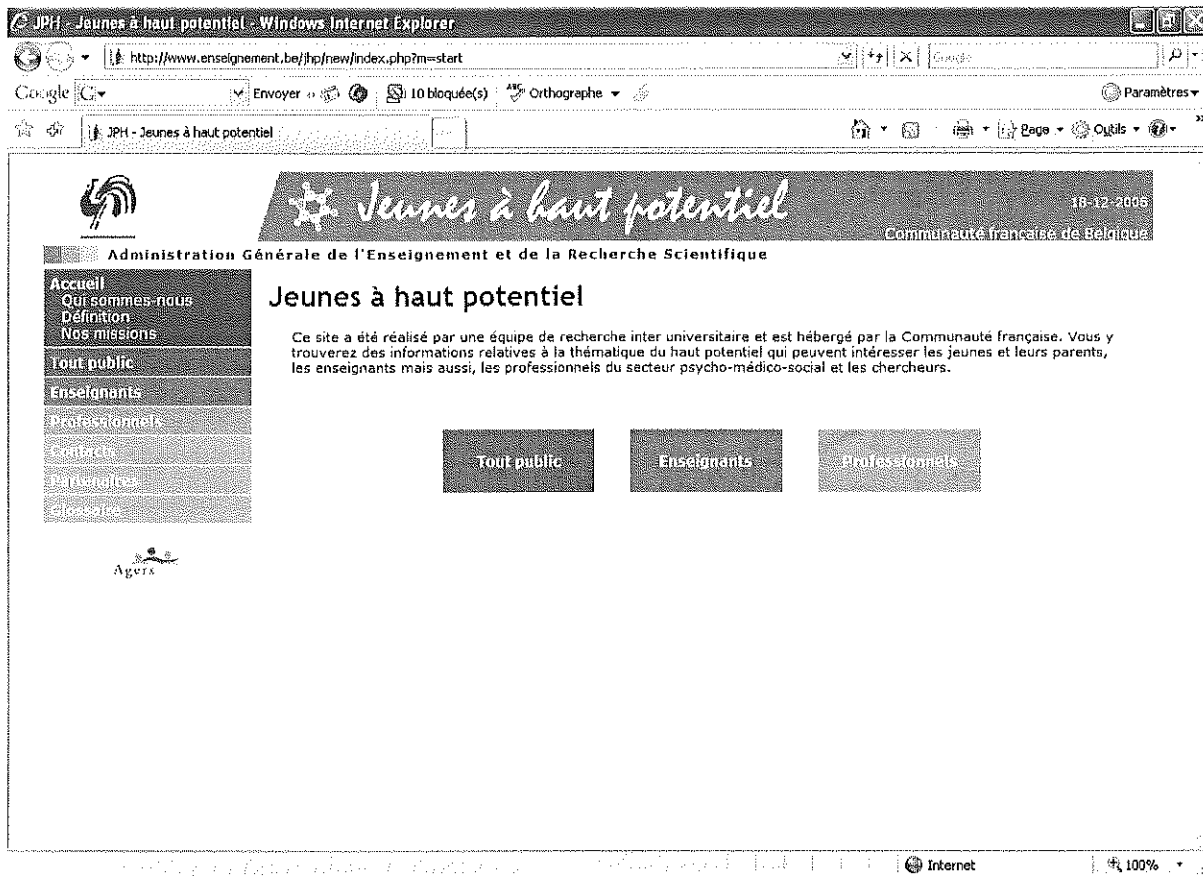 JPH - Jeunes à haut potentiel - Windows Internet Explorer
http://www.enseignement.be/jhp/new/index.php?m=start
Google
Google
Envoyer
10 bloquée(s)
Orthographe
Paramètres
JPH - Jeunes à haut potentiel
Page
Outils
Jeunes à haut potentiel
18-12-2006
Communauté française de Belgique
Administration Générale de l'Enseignement et de la Recherche Scientifique
Accueil
Qui sommes-nous
Définition
Nos missions
Tout public
Enseignants
Professionnels
Contacts
Partenaires
Glossaire
Agers
Jeunes à haut potentiel
Ce site a été réalisé par une équipe de recherche inter universitaire et est hébergé par la Communauté française. Vous y
trouverez des informations relatives à la thématique du haut potentiel qui peuvent intéresser les jeunes et leurs parents,
les enseignants mais aussi, les professionnels du secteur psycho-médico-social et les chercheurs.
Tout public
Enseignants
Professionnels
Internet
100%